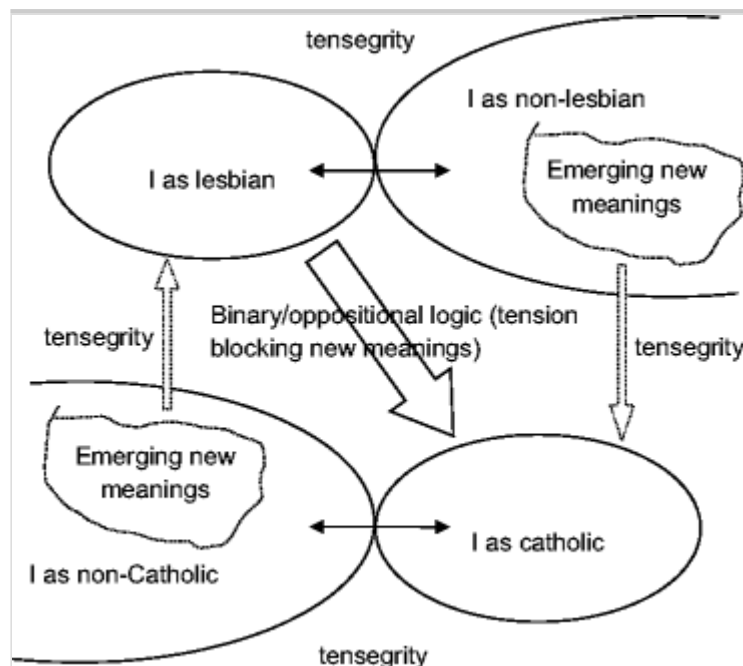 tensegrity
I as non-lesbian
Emerging new
meanings
I as lesbian
Binary/oppositional logic (tension
blocking new meanings)
tensegrity
tensegrity
Emerging new
meanings
I as catholic
I as non-Catholic
tensegrity